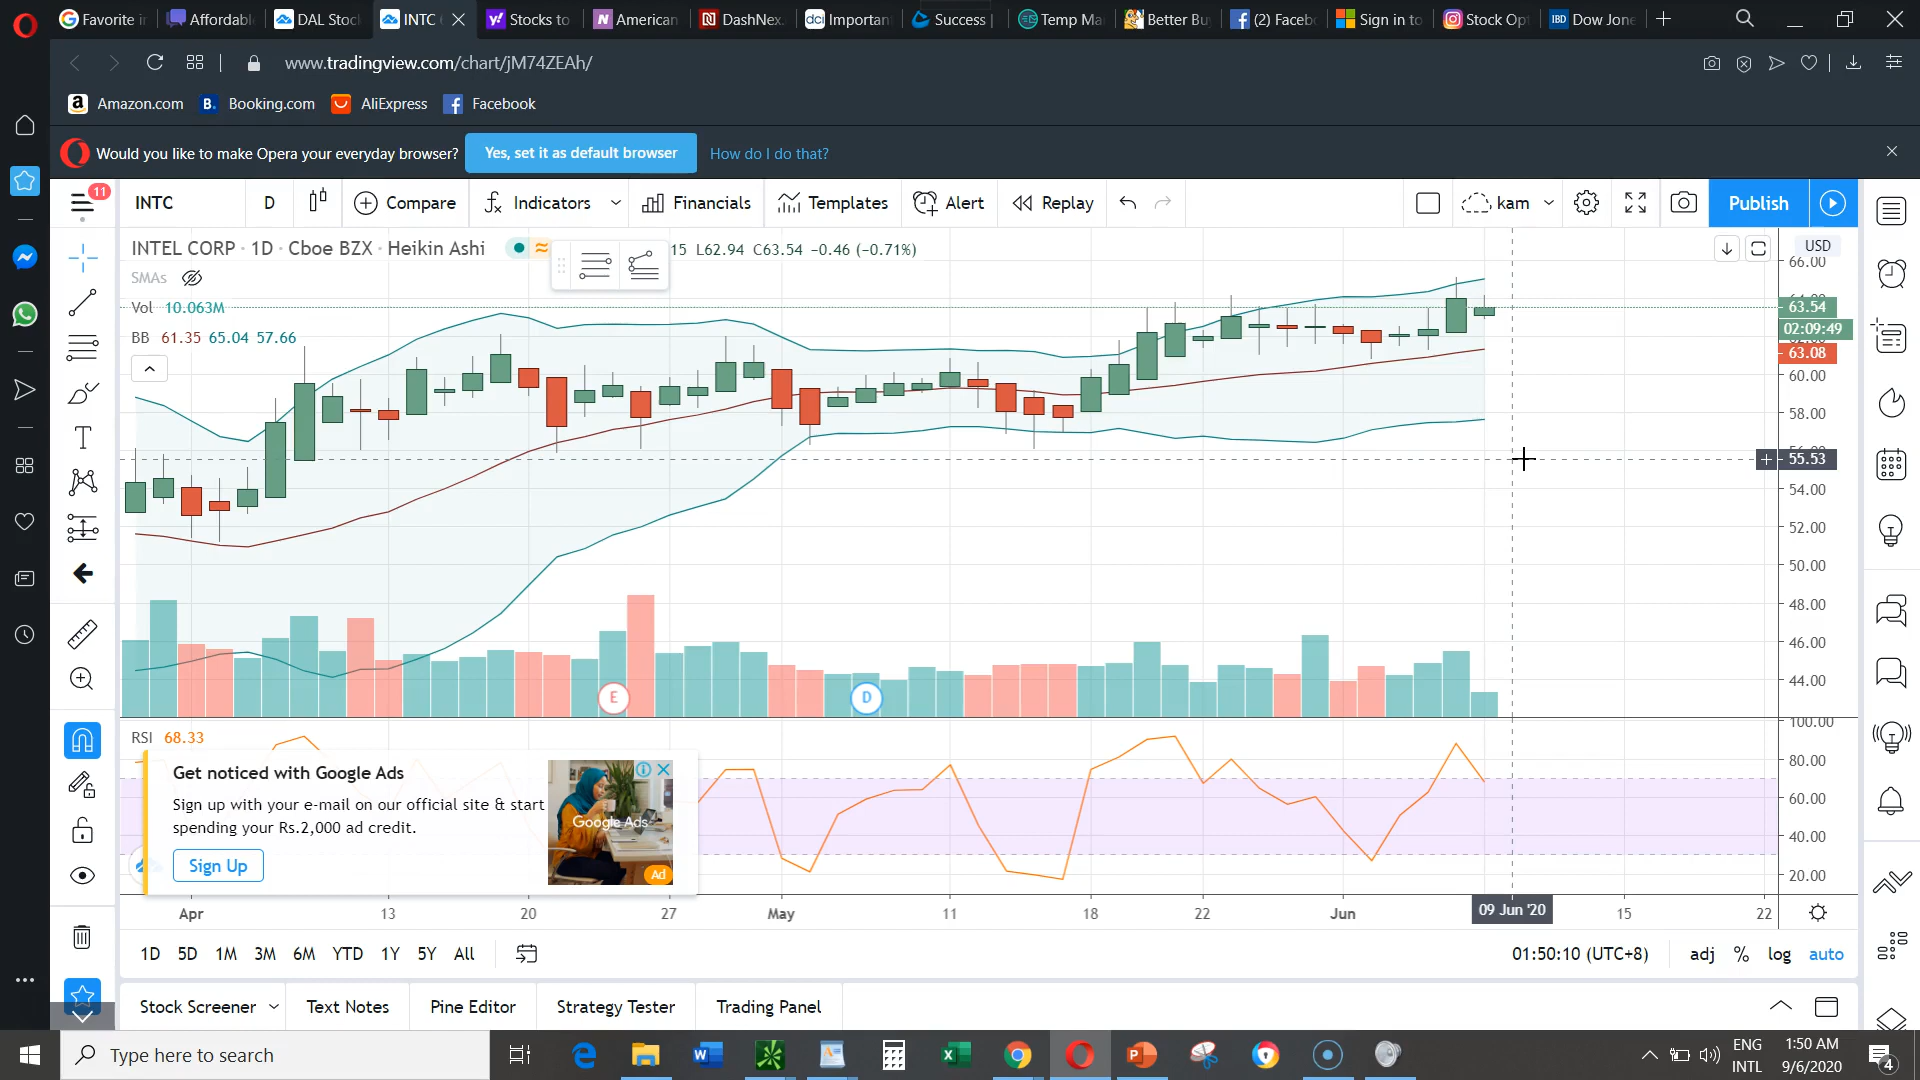 Favorite i
Affordabl
DAL Stoc
INTC
Stocks to
American
DashNex.
Important
Success |
Temp Ma
Better Bu
(2) Facebo
Sign in to
Stock Opt
Dow Jone
www.tradingview.com/chart/jM74ZEAh/
Amazon.com
Booking.com
AliExpress
Facebook
Would you like to make Opera your everyday browser?
Yes, set it as default browser
How do I do that?
11
INTC
D
Compare
Indicators
Financials
Templates
Alert
Replay
kam
Publish
INTEL CORP · 1D · Cboe BZX · Heikin Ashi
15 L62.94 C63.54 −0.46 (−0.71%)
USD
SMAs
Vol 10.063M
BB 61.35 65.04 57.66
66.00
63.54
02:09:49
63.08
60.00
58.00
55.53
54.00
52.00
50.00
48.00
46.00
44.00
E
D
RSI 68.33
100.00
80.00
60.00
40.00
20.00
Get noticed with Google Ads
Sign up with your e-mail on our official site & start
spending your Rs.2,000 ad credit.
Sign Up
Google Ads
Ad
Apr
13
20
27
May
11
18
22
Jun
09 Jun '20
15
22
1D 5D 1M 3M 6M YTD 1Y 5Y All
01:50:10 (UTC+8)
adj % log auto
Stock Screener
Text Notes
Pine Editor
Strategy Tester
Trading Panel
Type here to search
ENG
INTL
1:50 AM
9/6/2020
4